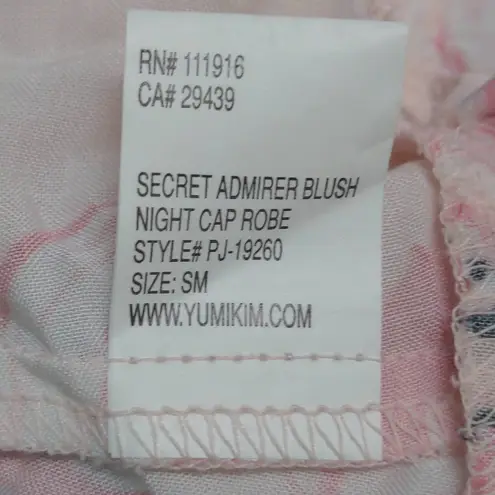 RN# 111916
CA# 29439
SECRET ADMIRER BLUSH
NIGHT CAP ROBE
STYLE# PJ-19260
SIZE: SM
WWW.YUMIKIM.COM